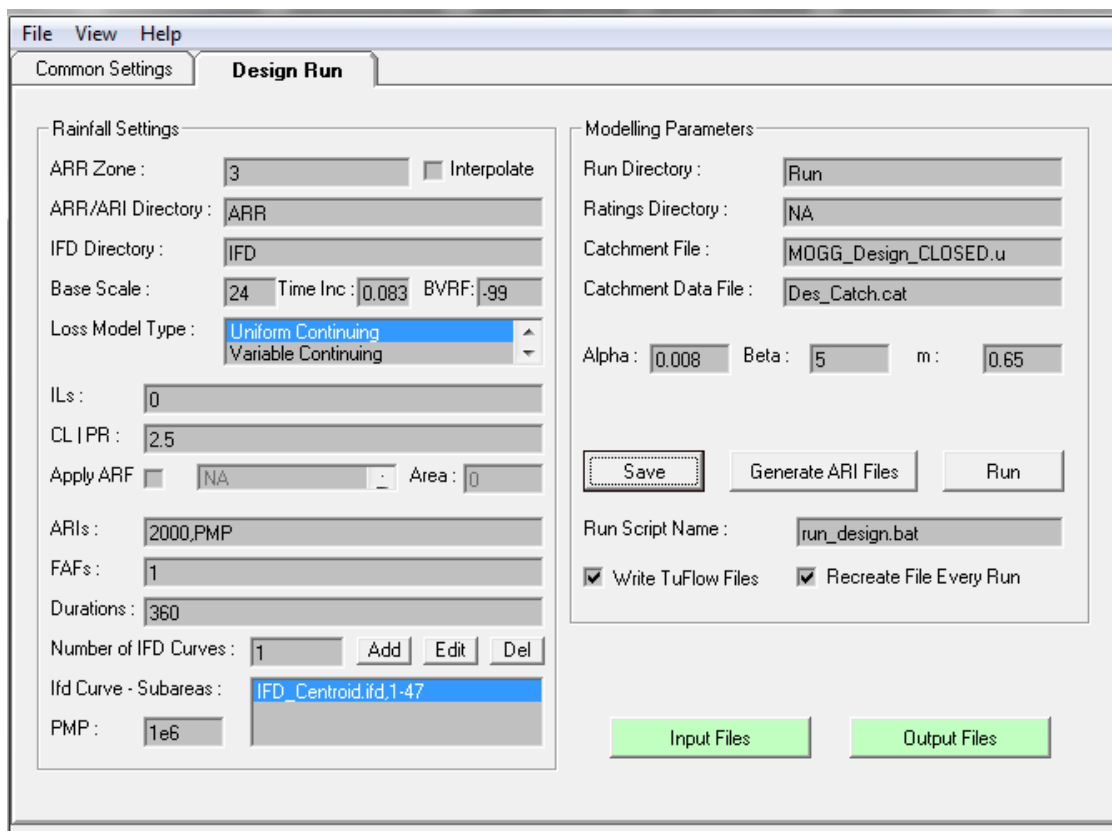 File View Help
Common Settings Design Run
Rainfall Settings
ARR Zone : 3 Interpolate
ARR/ARI Directory : ARR
IFD Directory : IFD
Base Scale : 24 Time Inc : 0.083 BVRF: -99
Loss Model Type : Uniform Continuing
Variable Continuing
ILs : 0
CL | PR : 2.5
Apply ARF NA Area : 0
ARIs : 2000,PMP
FAFs : 1
Durations : 360
Number of IFD Curves : 1 Add Edit Del
Ifd Curve - Subareas : IFD_Centroid.ifd,1-47
PMP : 1e6
Modelling Parameters
Run Directory : Run
Ratings Directory : NA
Catchment File : MOGG_Design_CLOSED.u
Catchment Data File : Des_Catch.cat
Alpha : 0.008 Beta : 5 m : 0.65
Save Generate ARI Files Run
Run Script Name : run_design.bat
Write TuFlow Files Recreate File Every Run
Input Files Output Files